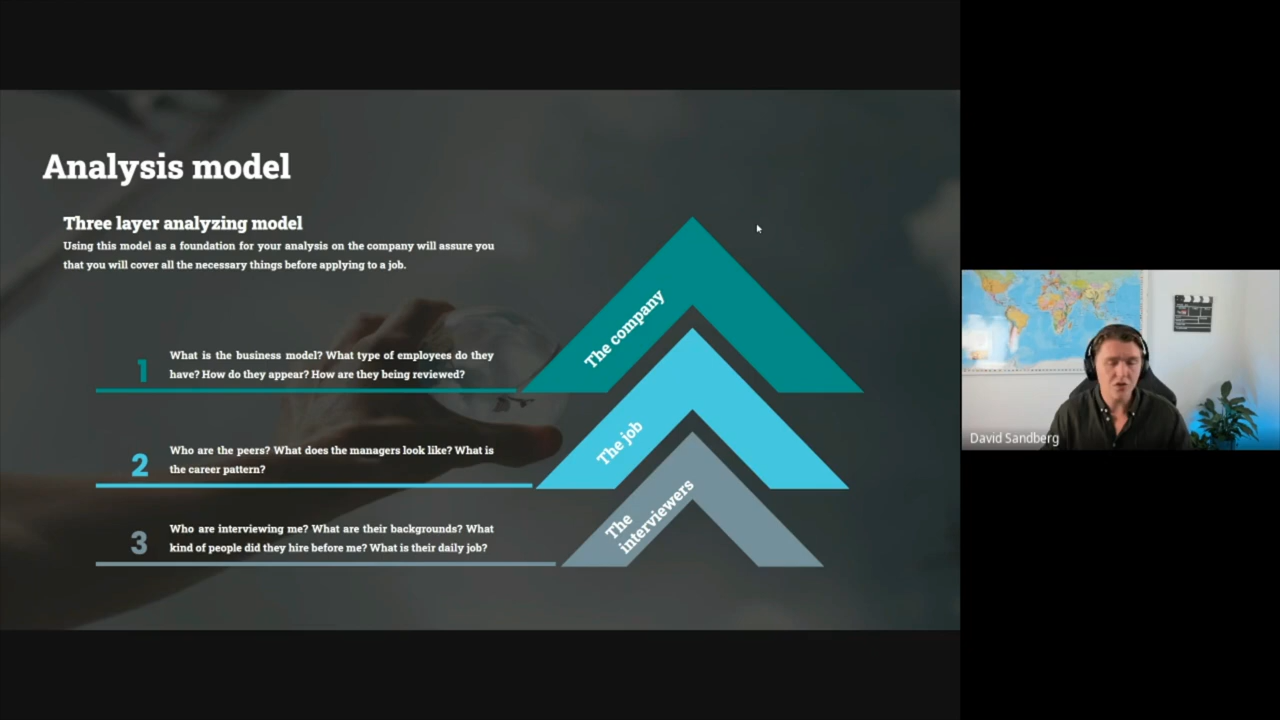 Analysis model
Three layer analyzing model
Using this model as a foundation for your analysis on the company will assure you
that you will cover all the necessary things before applying to a job.
1
What is the business model? What type of employees do they
have? How do they appear? How are they being reviewed?
The company
2
Who are the peers? What does the managers look like? What is
the career pattern?
The job
3
Who are interviewing me? What are their backgrounds? What
kind of people did they hire before me? What is their daily job?
The
interviewers
David Sandberg